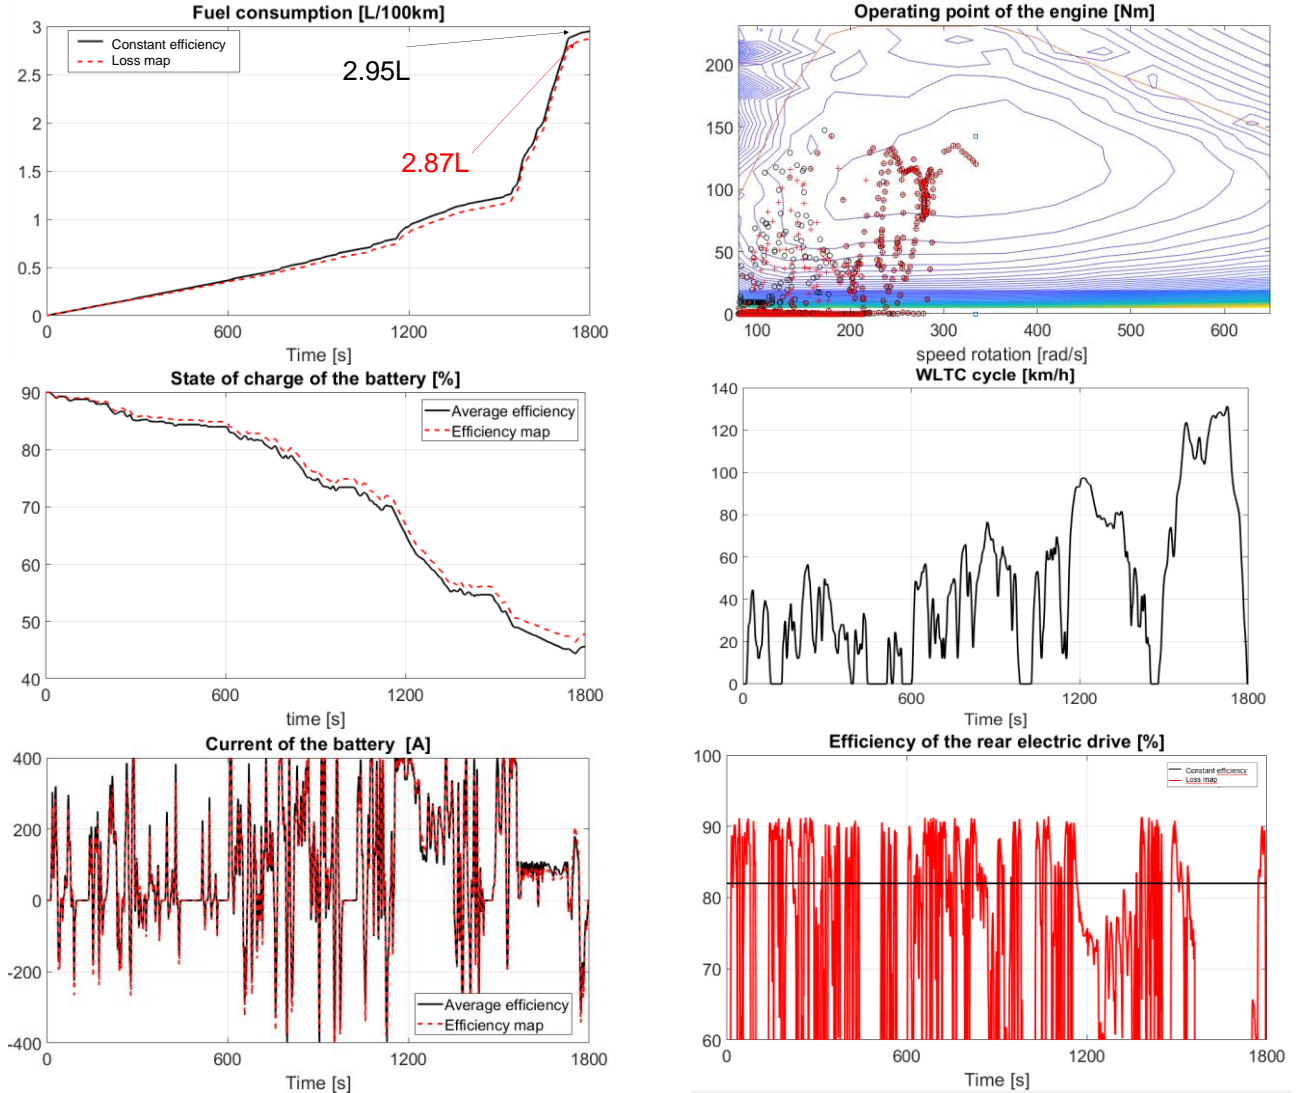 Fuel consumption [L/100km]
3
2.5
2
1.5
1
0.5
0
Constant efficiency
Loss map
2.95L
2.87L
0
600
1200
1800
Time [s]
Operating point of the engine [Nm]
200
150
100
50
0
100
200
300
400
500
600
speed rotation [rad/s]
State of charge of the battery [%]
90
80
70
60
50
40
Average efficiency
Efficiency map
0
600
1200
1800
time [s]
WLTC cycle [km/h]
140
120
100
80
60
40
20
0
0
600
1200
1800
Time [s]
Current of the battery [A]
400
200
0
-200
-400
Average efficiency
Efficiency map
0
600
1200
1800
Time [s]
Efficiency of the rear electric drive [%]
100
90
80
70
60
Constant efficiency
Loss map
0
600
1200
1800
Time [s]